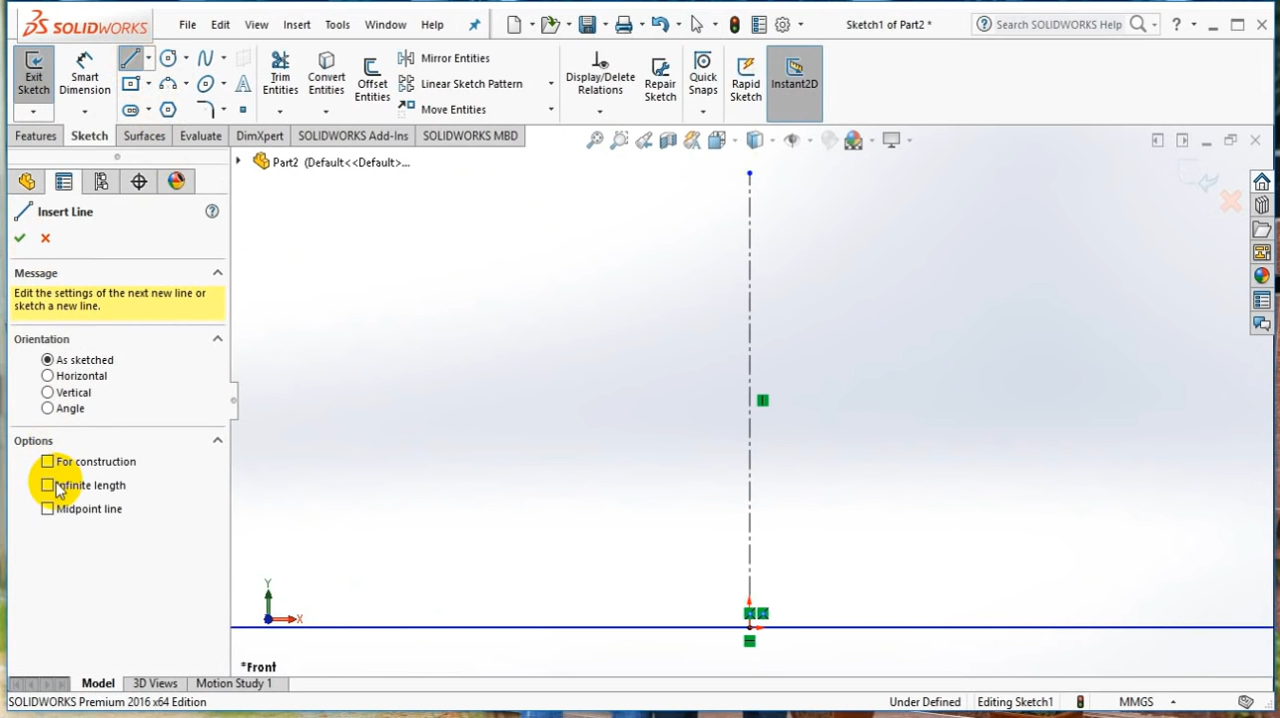 SOLIDWORKS File Edit View Insert Tools Window Help Sketch1 of Part2 * Search SOLIDWORKS Help ?
Exit Sketch
Smart Dimension
Trim Entities
Convert Entities
Offset Entities
Mirror Entities
Linear Sketch Pattern
Move Entities
Display/Delete Relations
Repair Sketch
Quick Snaps
Rapid Sketch
Instant2D
Features Sketch Surfaces Evaluate DimXpert SOLIDWORKS Add-Ins SOLIDWORKS MBD
Part2 (Default<<Default>...
Insert Line ?
Message
Edit the settings of the next new line or
sketch a new line.
Orientation
As sketched
Horizontal
Vertical
Angle
Options
For construction
Infinite length
Midpoint line
Y
X
*Front
Model 3D Views Motion Study 1
SOLIDWORKS Premium 2016 x64 Edition Under Defined Editing Sketch1 MMGS